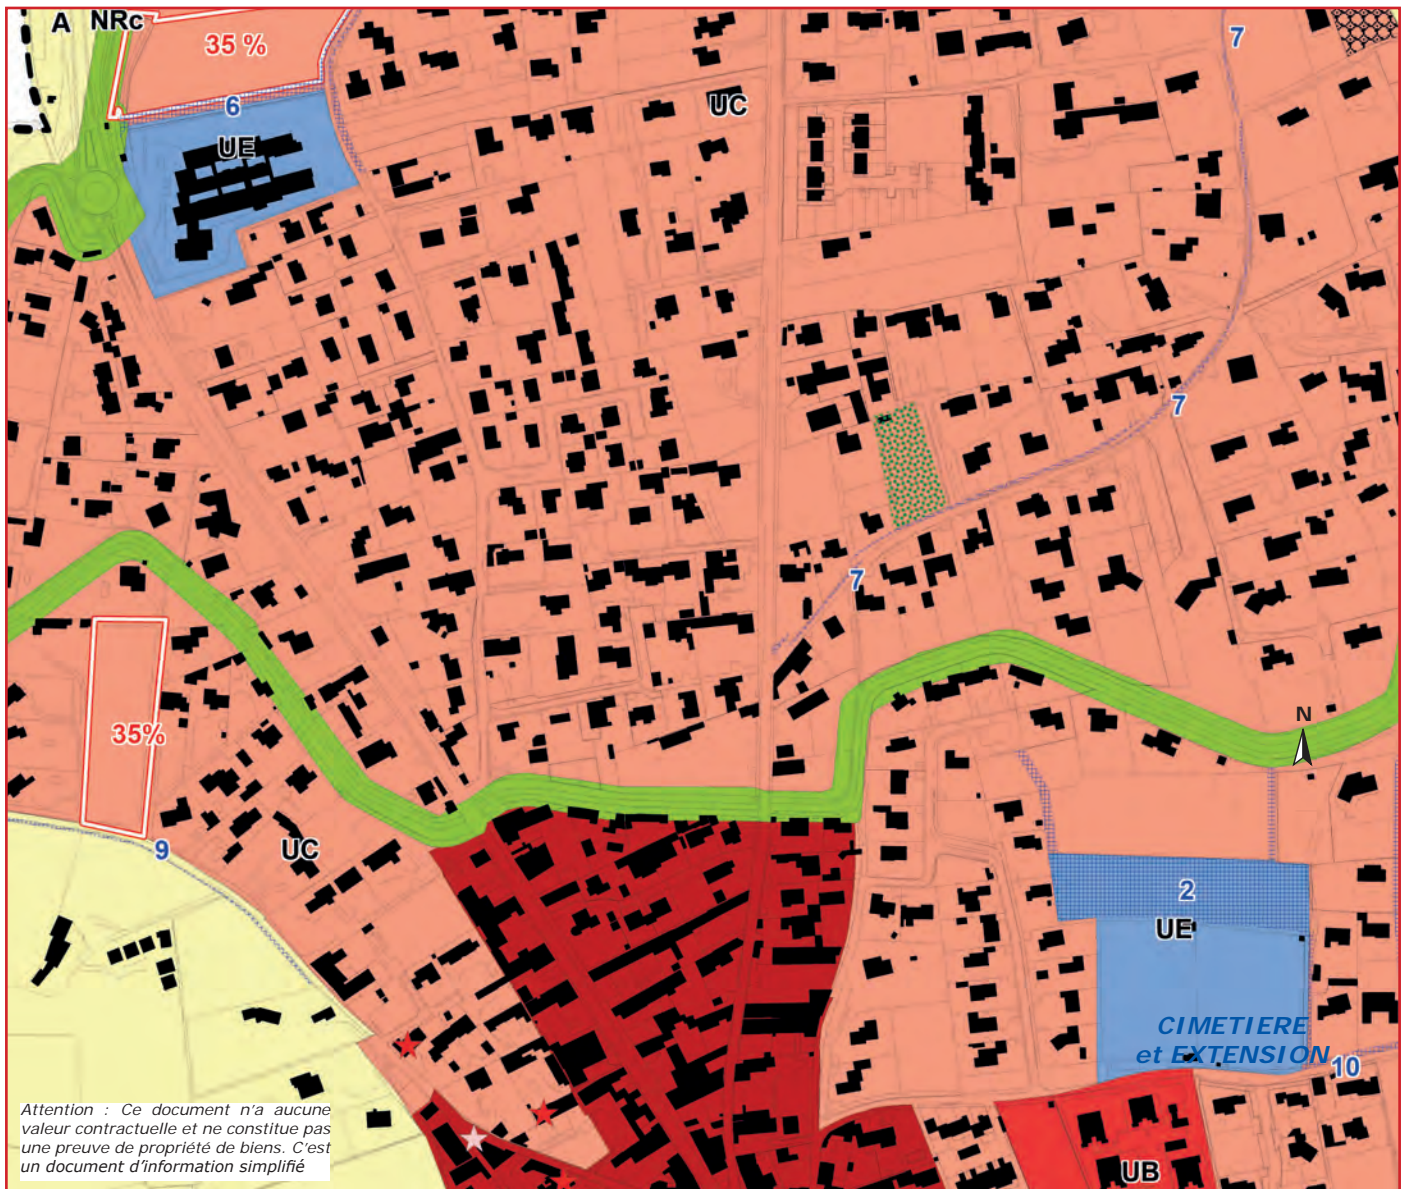 A
NRc
35 %
7
6
UC
UE
7
7
N
35%
9
UC
2
UE
CIMETIERE
et EXTENSION
10
Attention : Ce document n'a aucune
valeur contractuelle et ne constitue pas
une preuve de propriété de biens. C'est
un document d'information simplifié
UB